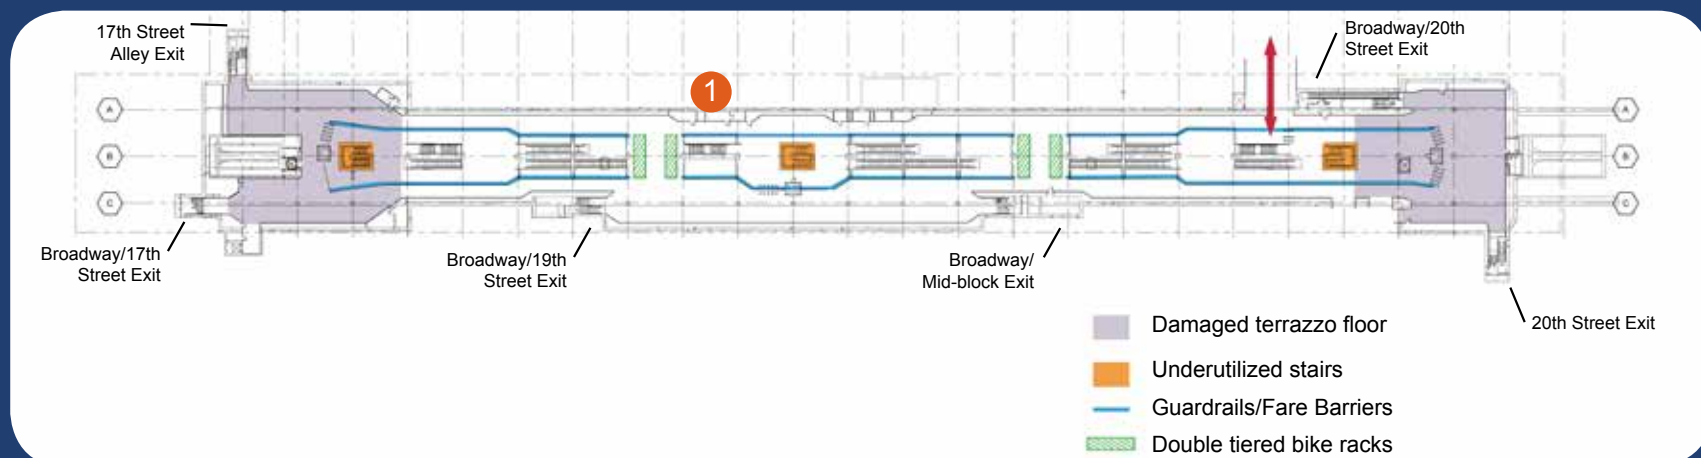 17th Street
Alley Exit
Broadway/20th
Street Exit
1
A
A
B
B
C
C
Broadway/17th
Street Exit
Broadway/19th
Street Exit
Broadway/
Mid-block Exit
20th Street Exit
Damaged terrazzo floor
Underutilized stairs
Guardrails/Fare Barriers
Double tiered bike racks